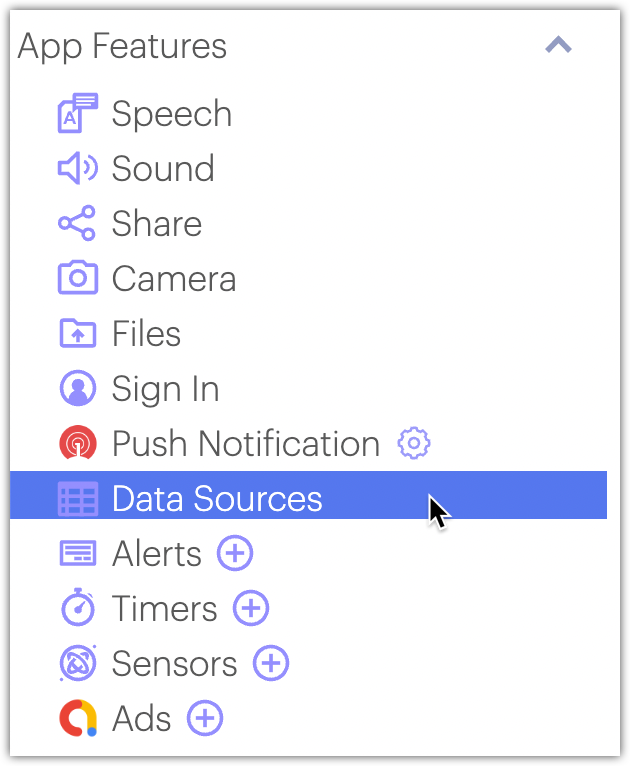 App Features
Speech
Sound
Share
Camera
Files
Sign In
Push Notification
Data Sources
Alerts
Timers
Sensors
Ads